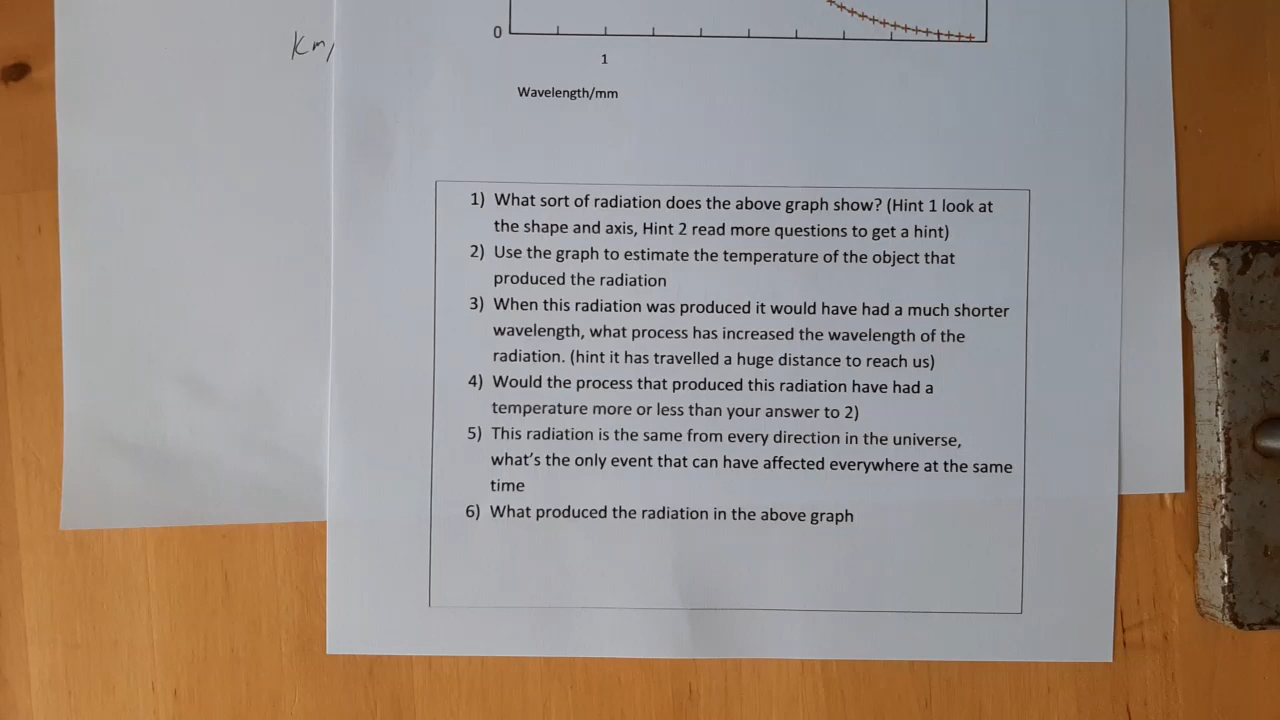 Km/
0
1
Wavelength/mm
1) What sort of radiation does the above graph show? (Hint 1 look at
the shape and axis, Hint 2 read more questions to get a hint)
2) Use the graph to estimate the temperature of the object that
produced the radiation
3) When this radiation was produced it would have had a much shorter
wavelength, what process has increased the wavelength of the
radiation. (hint it has travelled a huge distance to reach us)
4) Would the process that produced this radiation have had a
temperature more or less than your answer to 2)
5) This radiation is the same from every direction in the universe,
what's the only event that can have affected everywhere at the same
time
6) What produced the radiation in the above graph